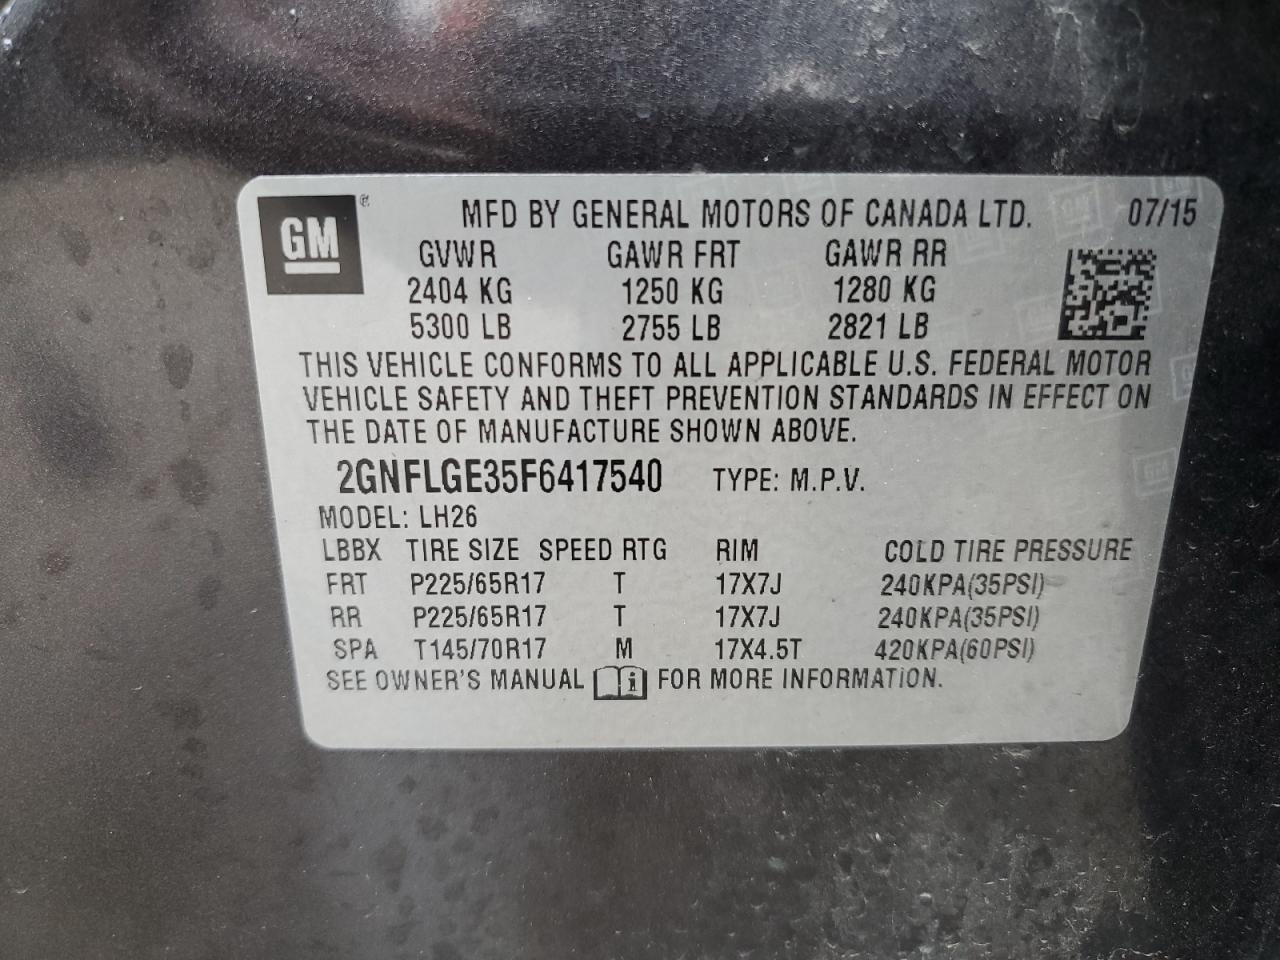 GM ® MFD BY GENERAL MOTORS OF CANADA LTD. 07/15
GVWR GAWR FRT GAWR RR
2404 KG 1250 KG 1280 KG
5300 LB 2755 LB 2821 LB
THIS VEHICLE CONFORMS TO ALL APPLICABLE U.S. FEDERAL MOTOR
VEHICLE SAFETY AND THEFT PREVENTION STANDARDS IN EFFECT ON
THE DATE OF MANUFACTURE SHOWN ABOVE.
2GNFLGE35F6417540 TYPE: M.P.V.
MODEL: LH26
LBBX TIRE SIZE SPEED RTG RIM COLD TIRE PRESSURE
FRT P225/65R17 T 17X7J 240KPA(35PSI)
RR P225/65R17 T 17X7J 240KPA(35PSI)
SPA T145/70R17 M 17X4.5T 420KPA(60PSI)
SEE OWNER'S MANUAL i FOR MORE INFORMATION.